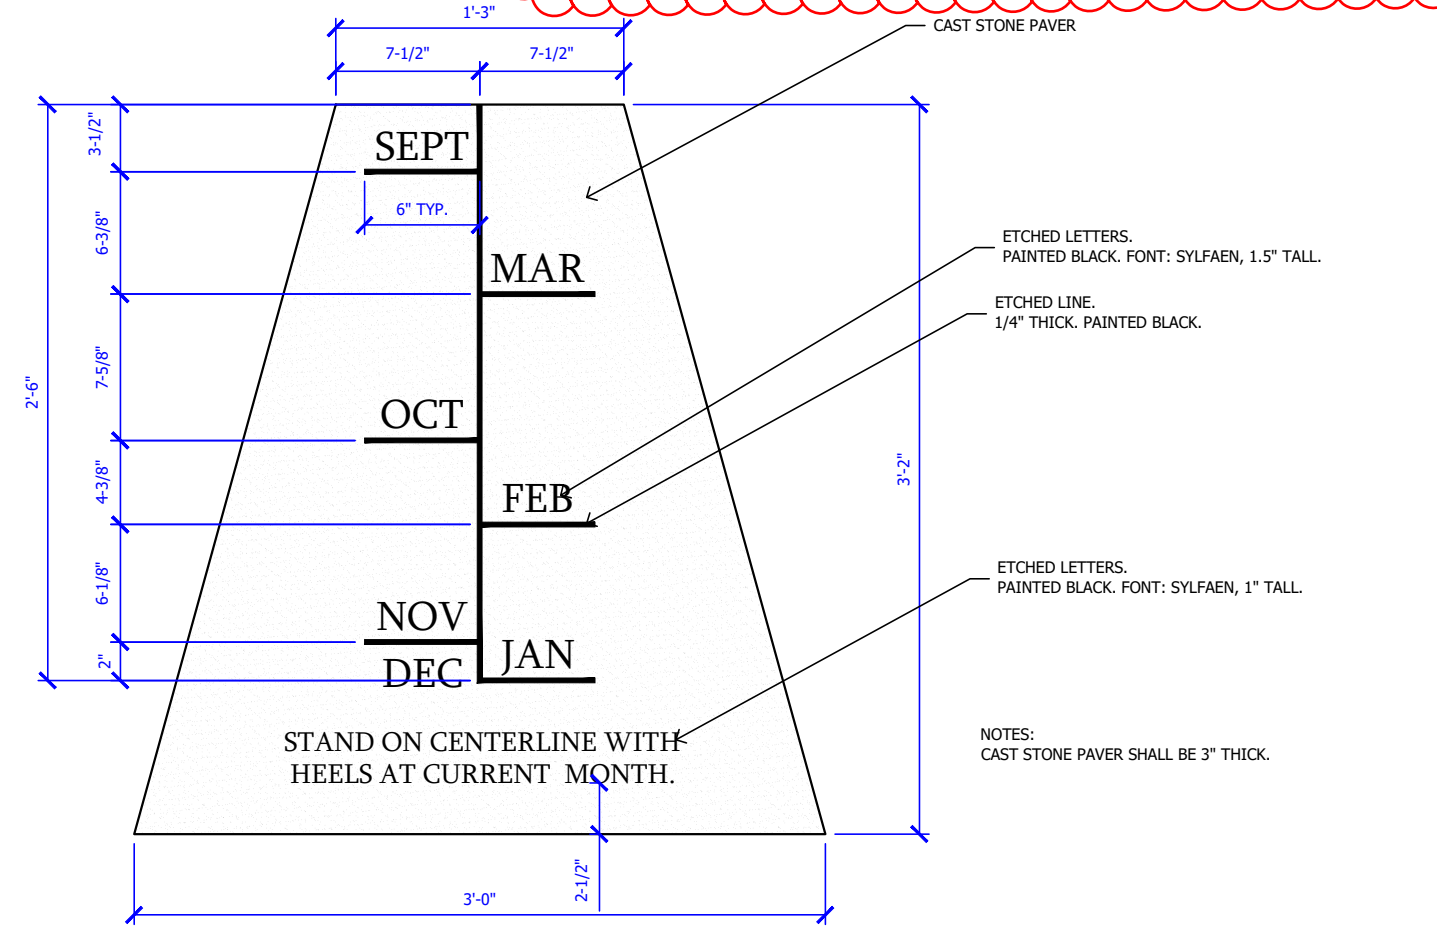 1'-3"
CAST STONE PAVER
7-1/2" 7-1/2"
3-1/2"
SEPT
6" TYP.
6-3/8"
MAR
ETCHED LETTERS.
PAINTED BLACK. FONT: SYLFAEN, 1.5" TALL.
ETCHED LINE.
1/4" THICK. PAINTED BLACK.
7-5/8"
2'-6"
OCT
3'-2"
4-3/8"
FEB
6-1/8"
ETCHED LETTERS.
PAINTED BLACK. FONT: SYLFAEN, 1" TALL.
NOV
JAN
2"
DEC
STAND ON CENTERLINE WITH
HEELS AT CURRENT MONTH.
NOTES:
CAST STONE PAVER SHALL BE 3" THICK.
2-1/2"
3'-0"